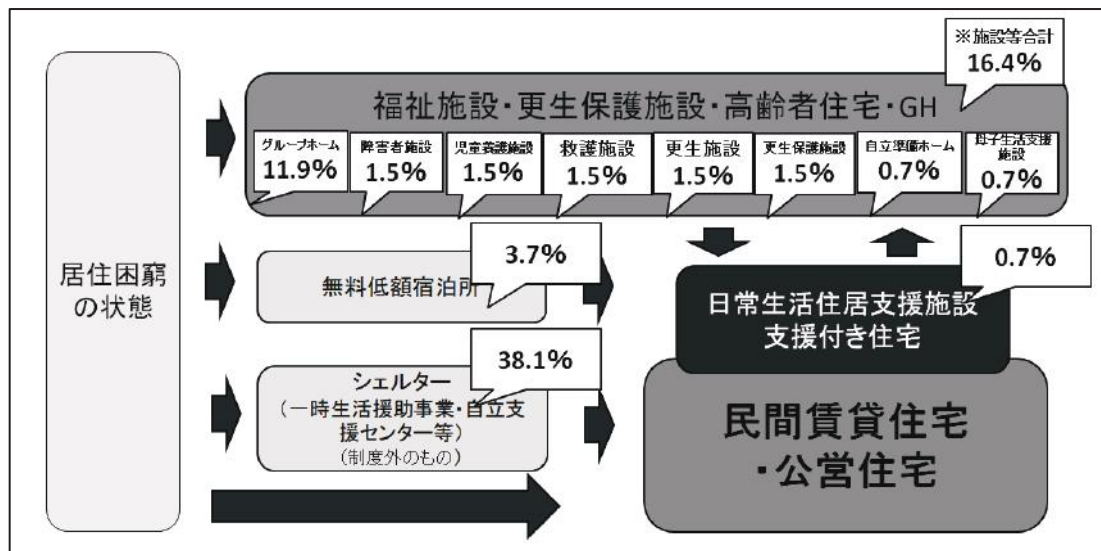 ※施設等合計
16.4%
福祉施設・更生保護施設・高齢者住宅・GH
グループホーム
11.9%
障害者施設
1.5%
児童養護施設
1.5%
救護施設
1.5%
更生施設
1.5%
更生保護施設
1.5%
自立準備ホーム
0.7%
母子生活支援
施設
0.7%
居住困窮
の状態
3.7%
無料低額宿泊所
0.7%
日常生活住居支援施設
支援付き住宅
38.1%
シェルター
（一時生活援助事業・自立支
援センター等）
（制度外のもの）
民間賃貸住宅
・公営住宅